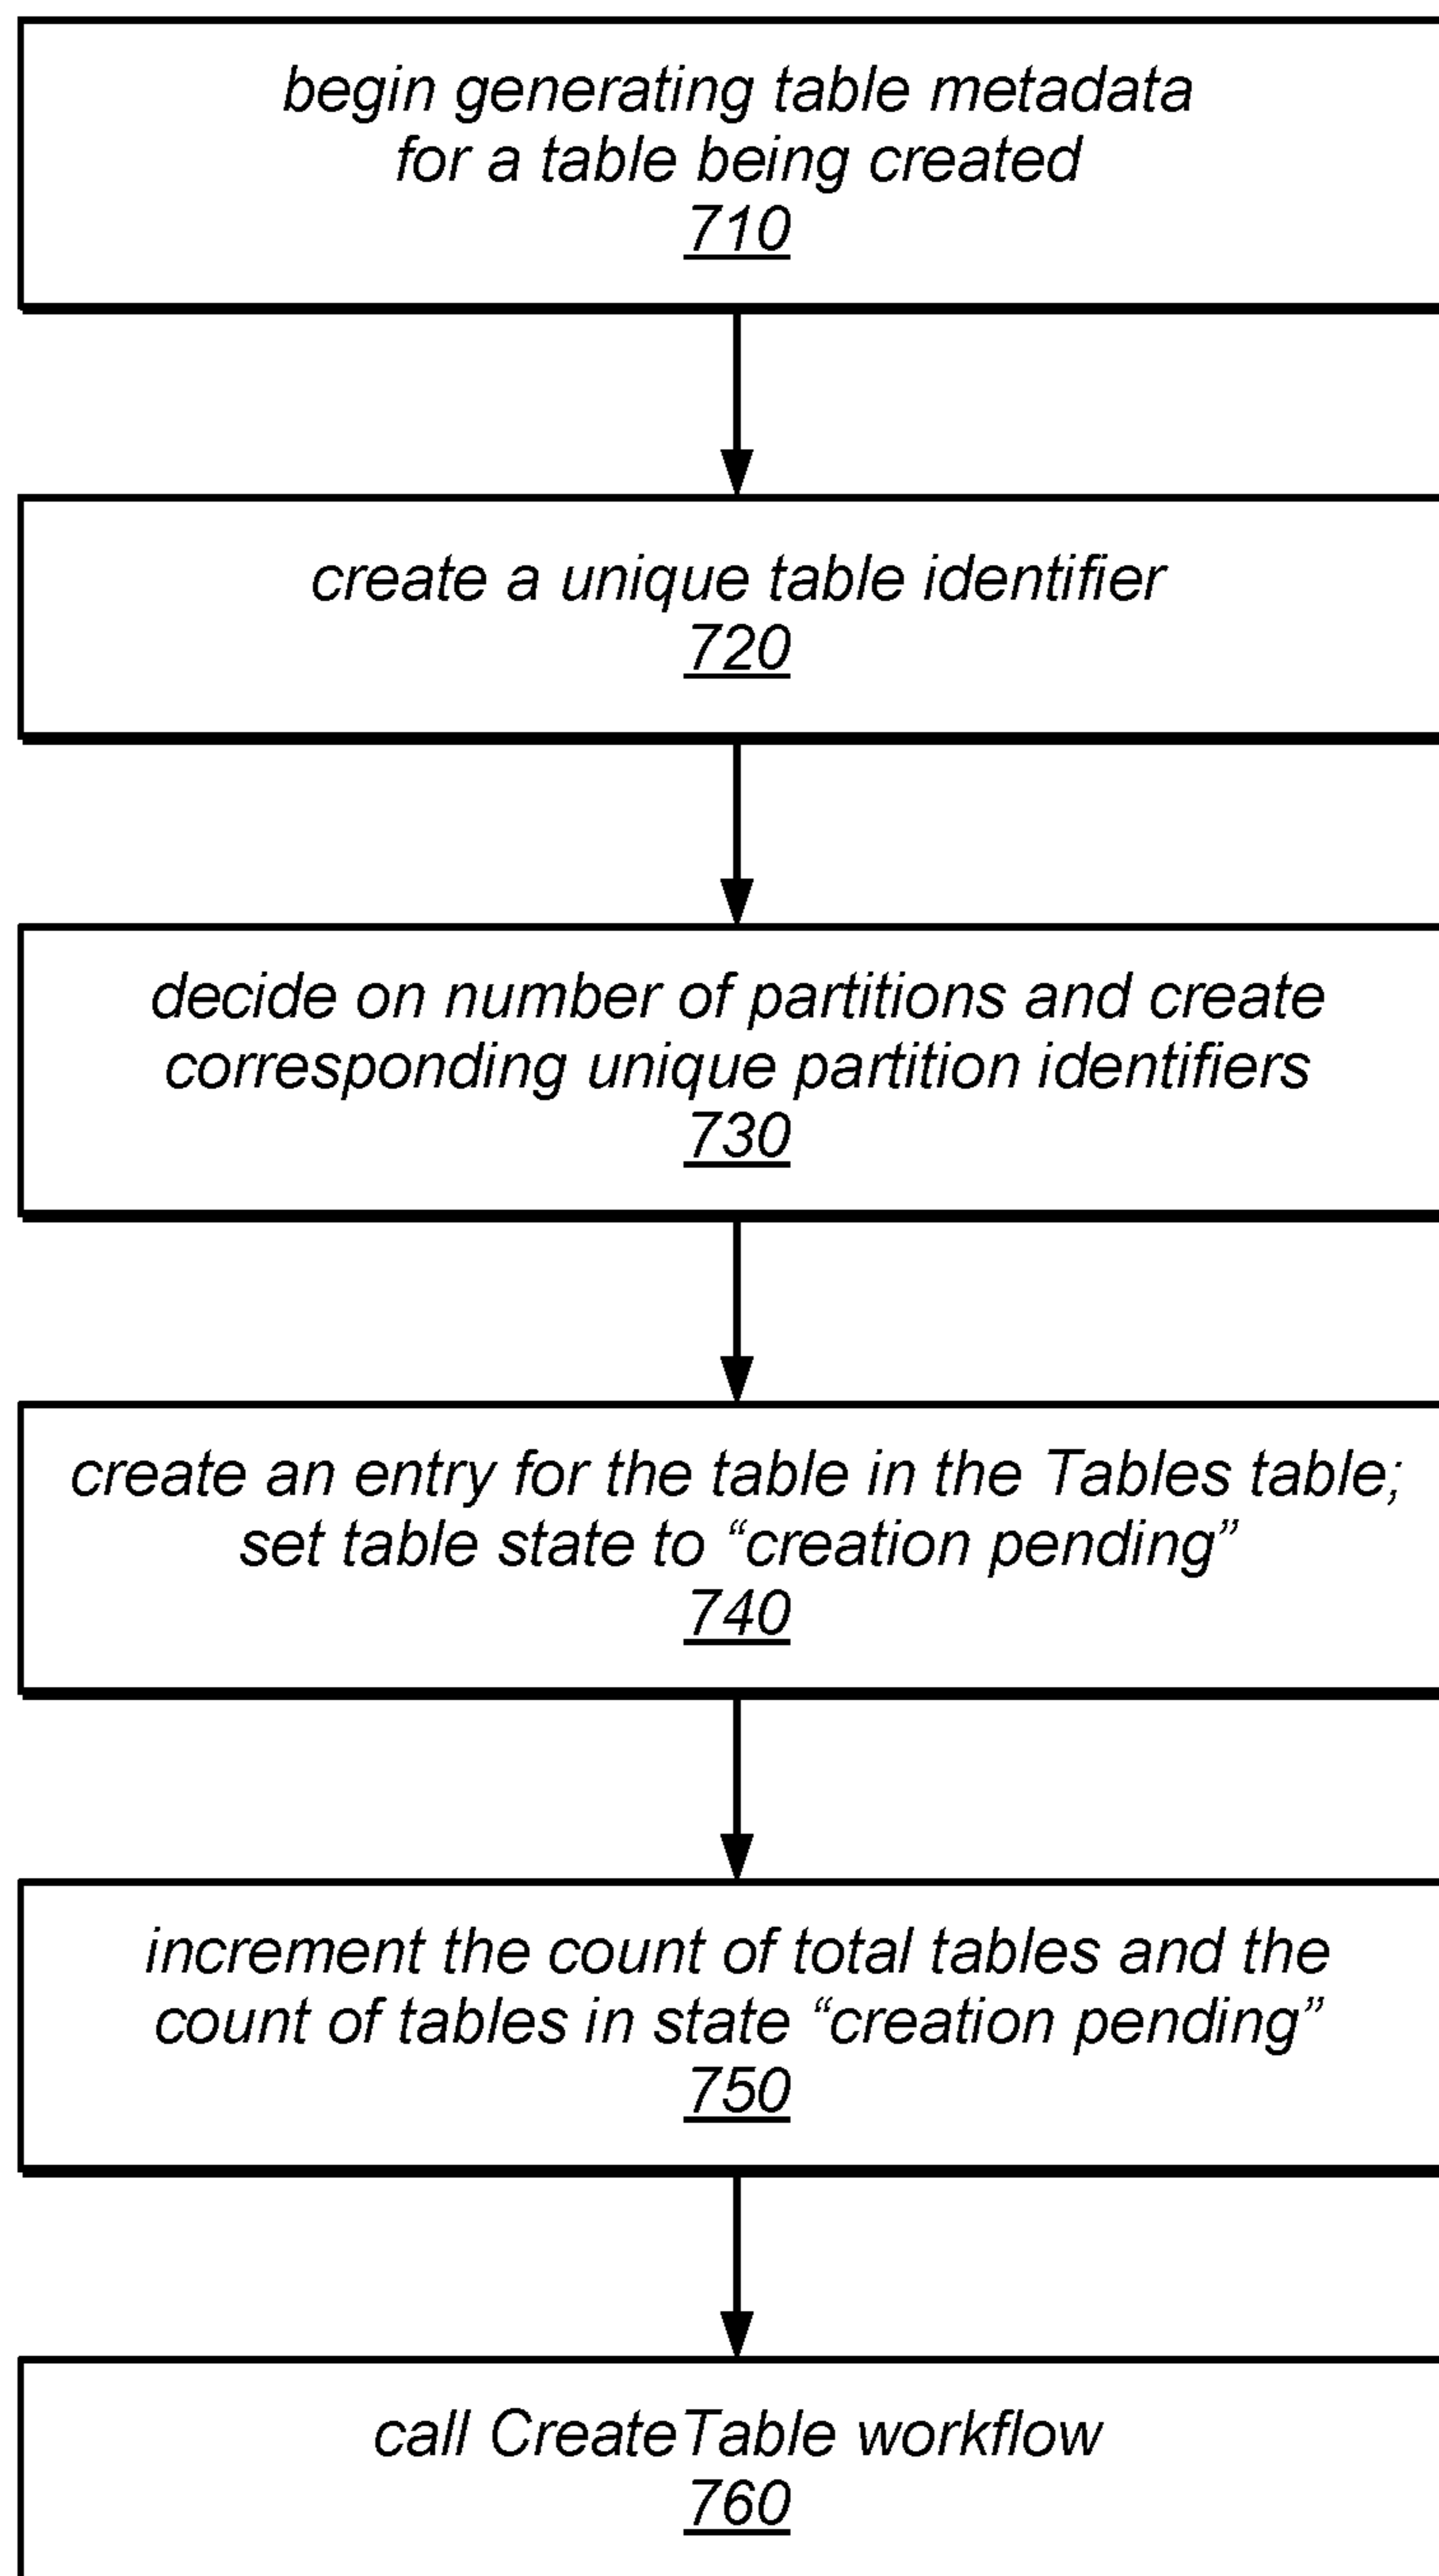 begin generating table metadata
for a table being created
710
create a unique table identifier
720
decide on number of partitions and create
corresponding unique partition identifiers
730
create an entry for the table in the Tables table;
set table state to “creation pending”
740
increment the count of total tables and the
count of tables in state “creation pending”
750
call CreateTable workflow
760